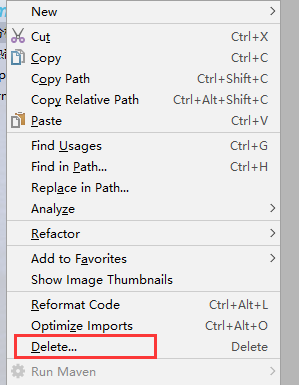 New
Cut Ctrl+X
Copy Ctrl+C
Copy Path Ctrl+Shift+C
Copy Relative Path Ctrl+Alt+Shift+C
Paste Ctrl+V
Find Usages Ctrl+G
Find in Path... Ctrl+H
Replace in Path...
Analyze
Refactor
Add to Favorites
Show Image Thumbnails
Reformat Code Ctrl+Alt+L
Optimize Imports Ctrl+Alt+O
Delete... Delete
Run Maven